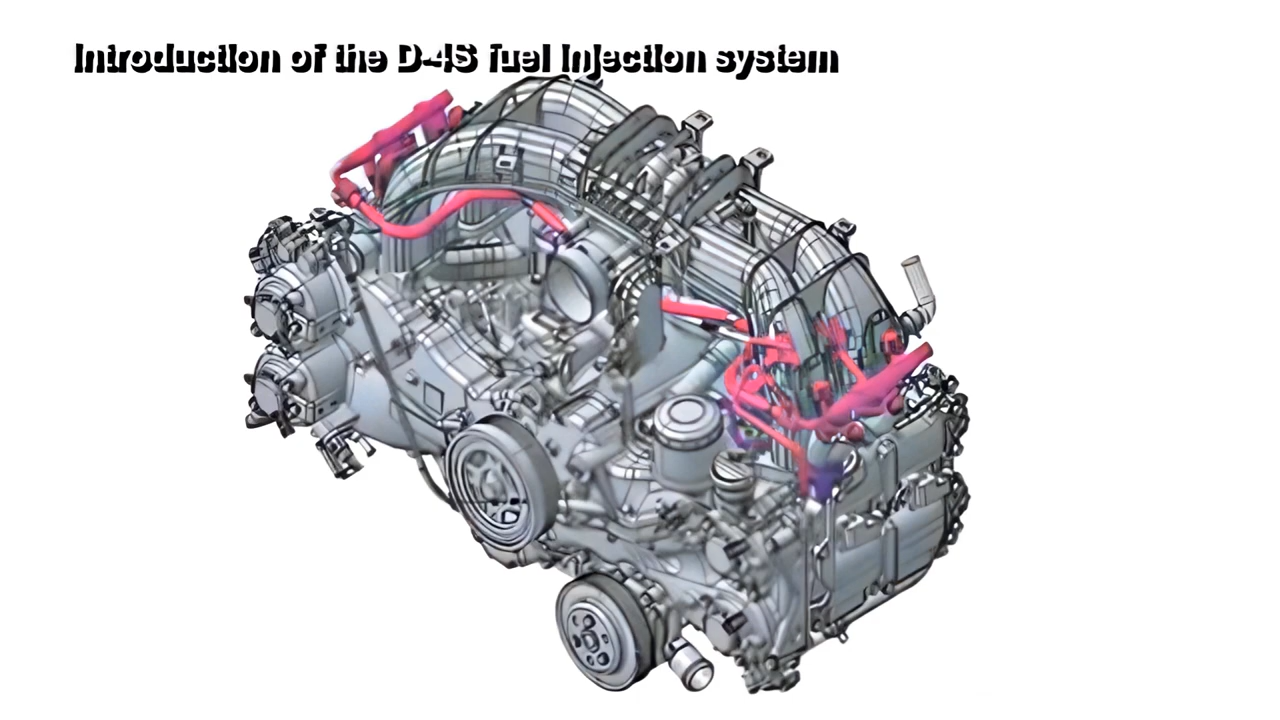 Introduction of the D-4S fuel injection system